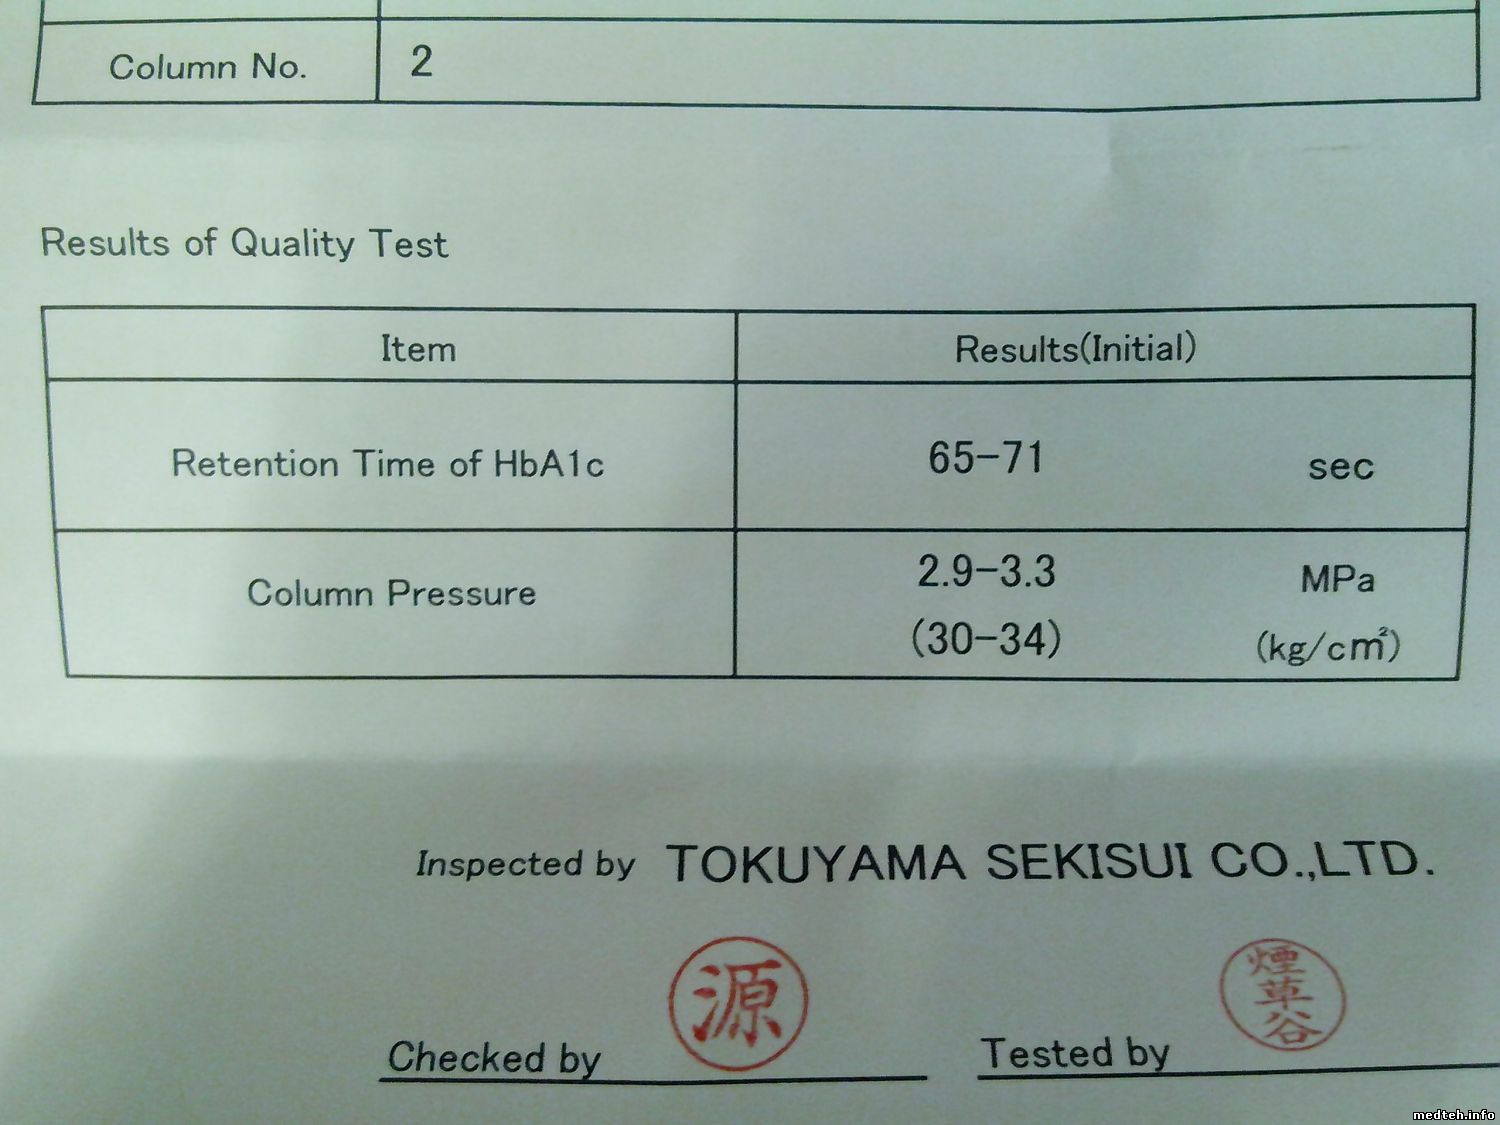 Column No. 2
Results of Quality Test
Item Results(Initial)
Retention Time of HbA1c 65-71 sec
Column Pressure 2.9-3.3 MPa
(30-34) (kg/cm²)
Inspected by TOKUYAMA SEKISUI CO.,LTD.
Checked by 源
Tested by 煙草谷
medteh.info